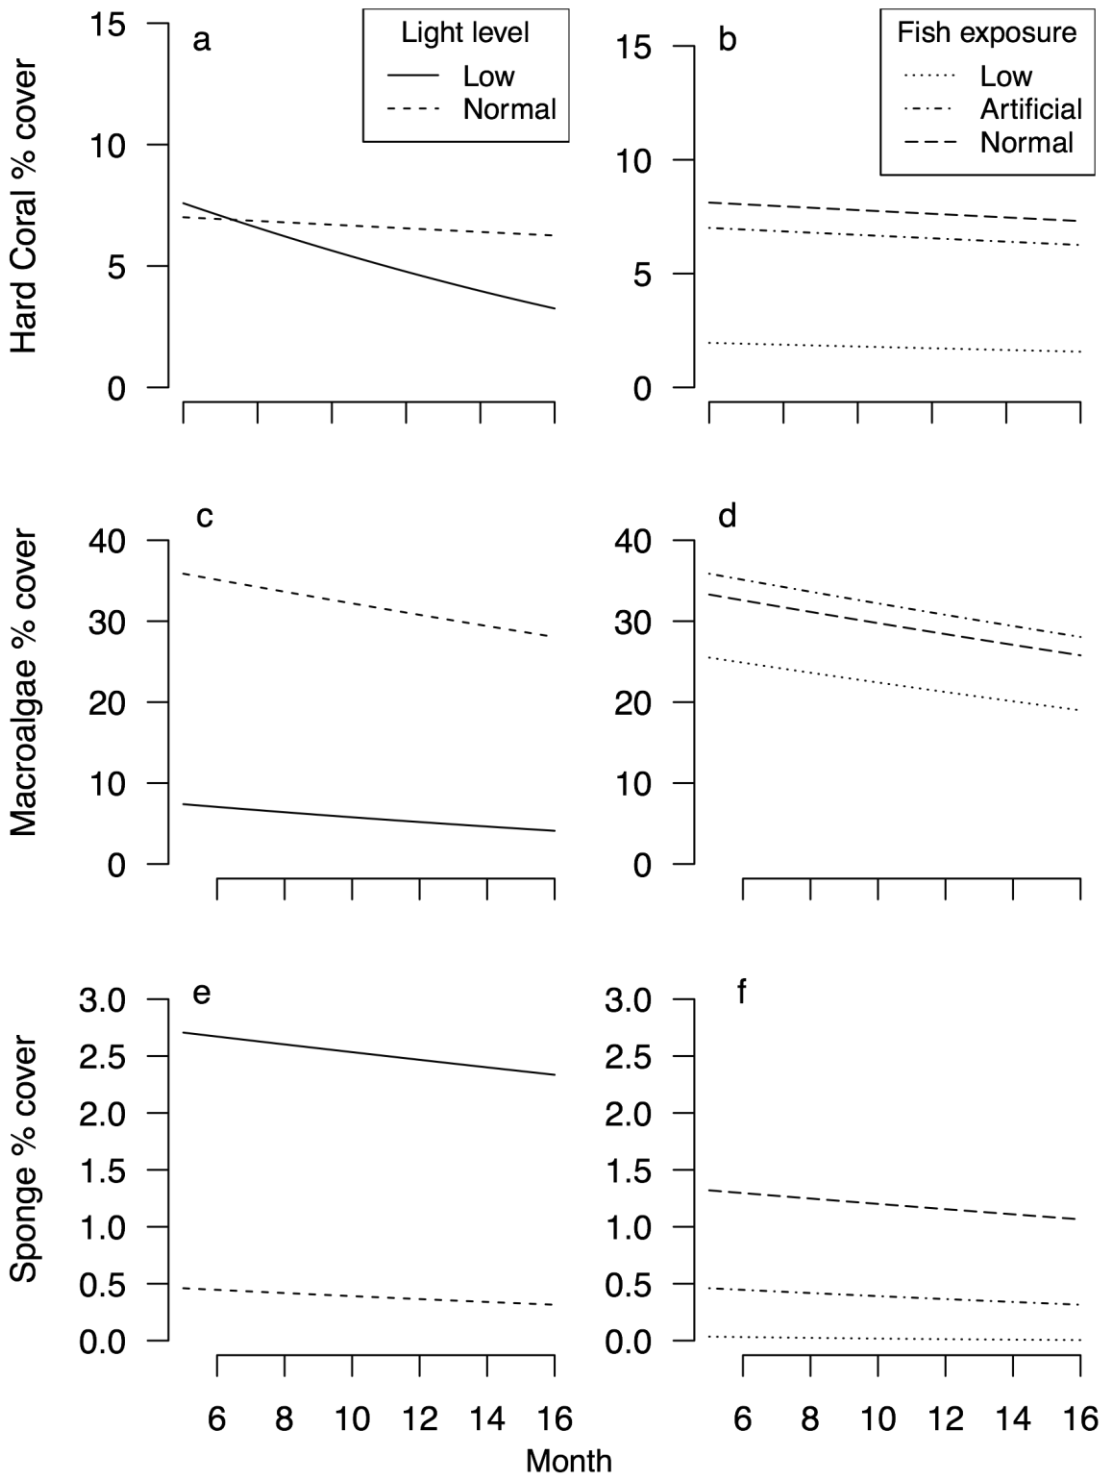 Hard Coral % cover
15
10
5
0
a
Light level
Low
Normal
15
10
5
0
b
Fish exposure
Low
Artificial
Normal
Macroalgae % cover
40
30
20
10
0
c
40
30
20
10
0
d
Sponge % cover
3.0
2.5
2.0
1.5
1.0
0.5
0.0
e
6 8 10 12 14 16
3.0
2.5
2.0
1.5
1.0
0.5
0.0
f
6 8 10 12 14 16
Month